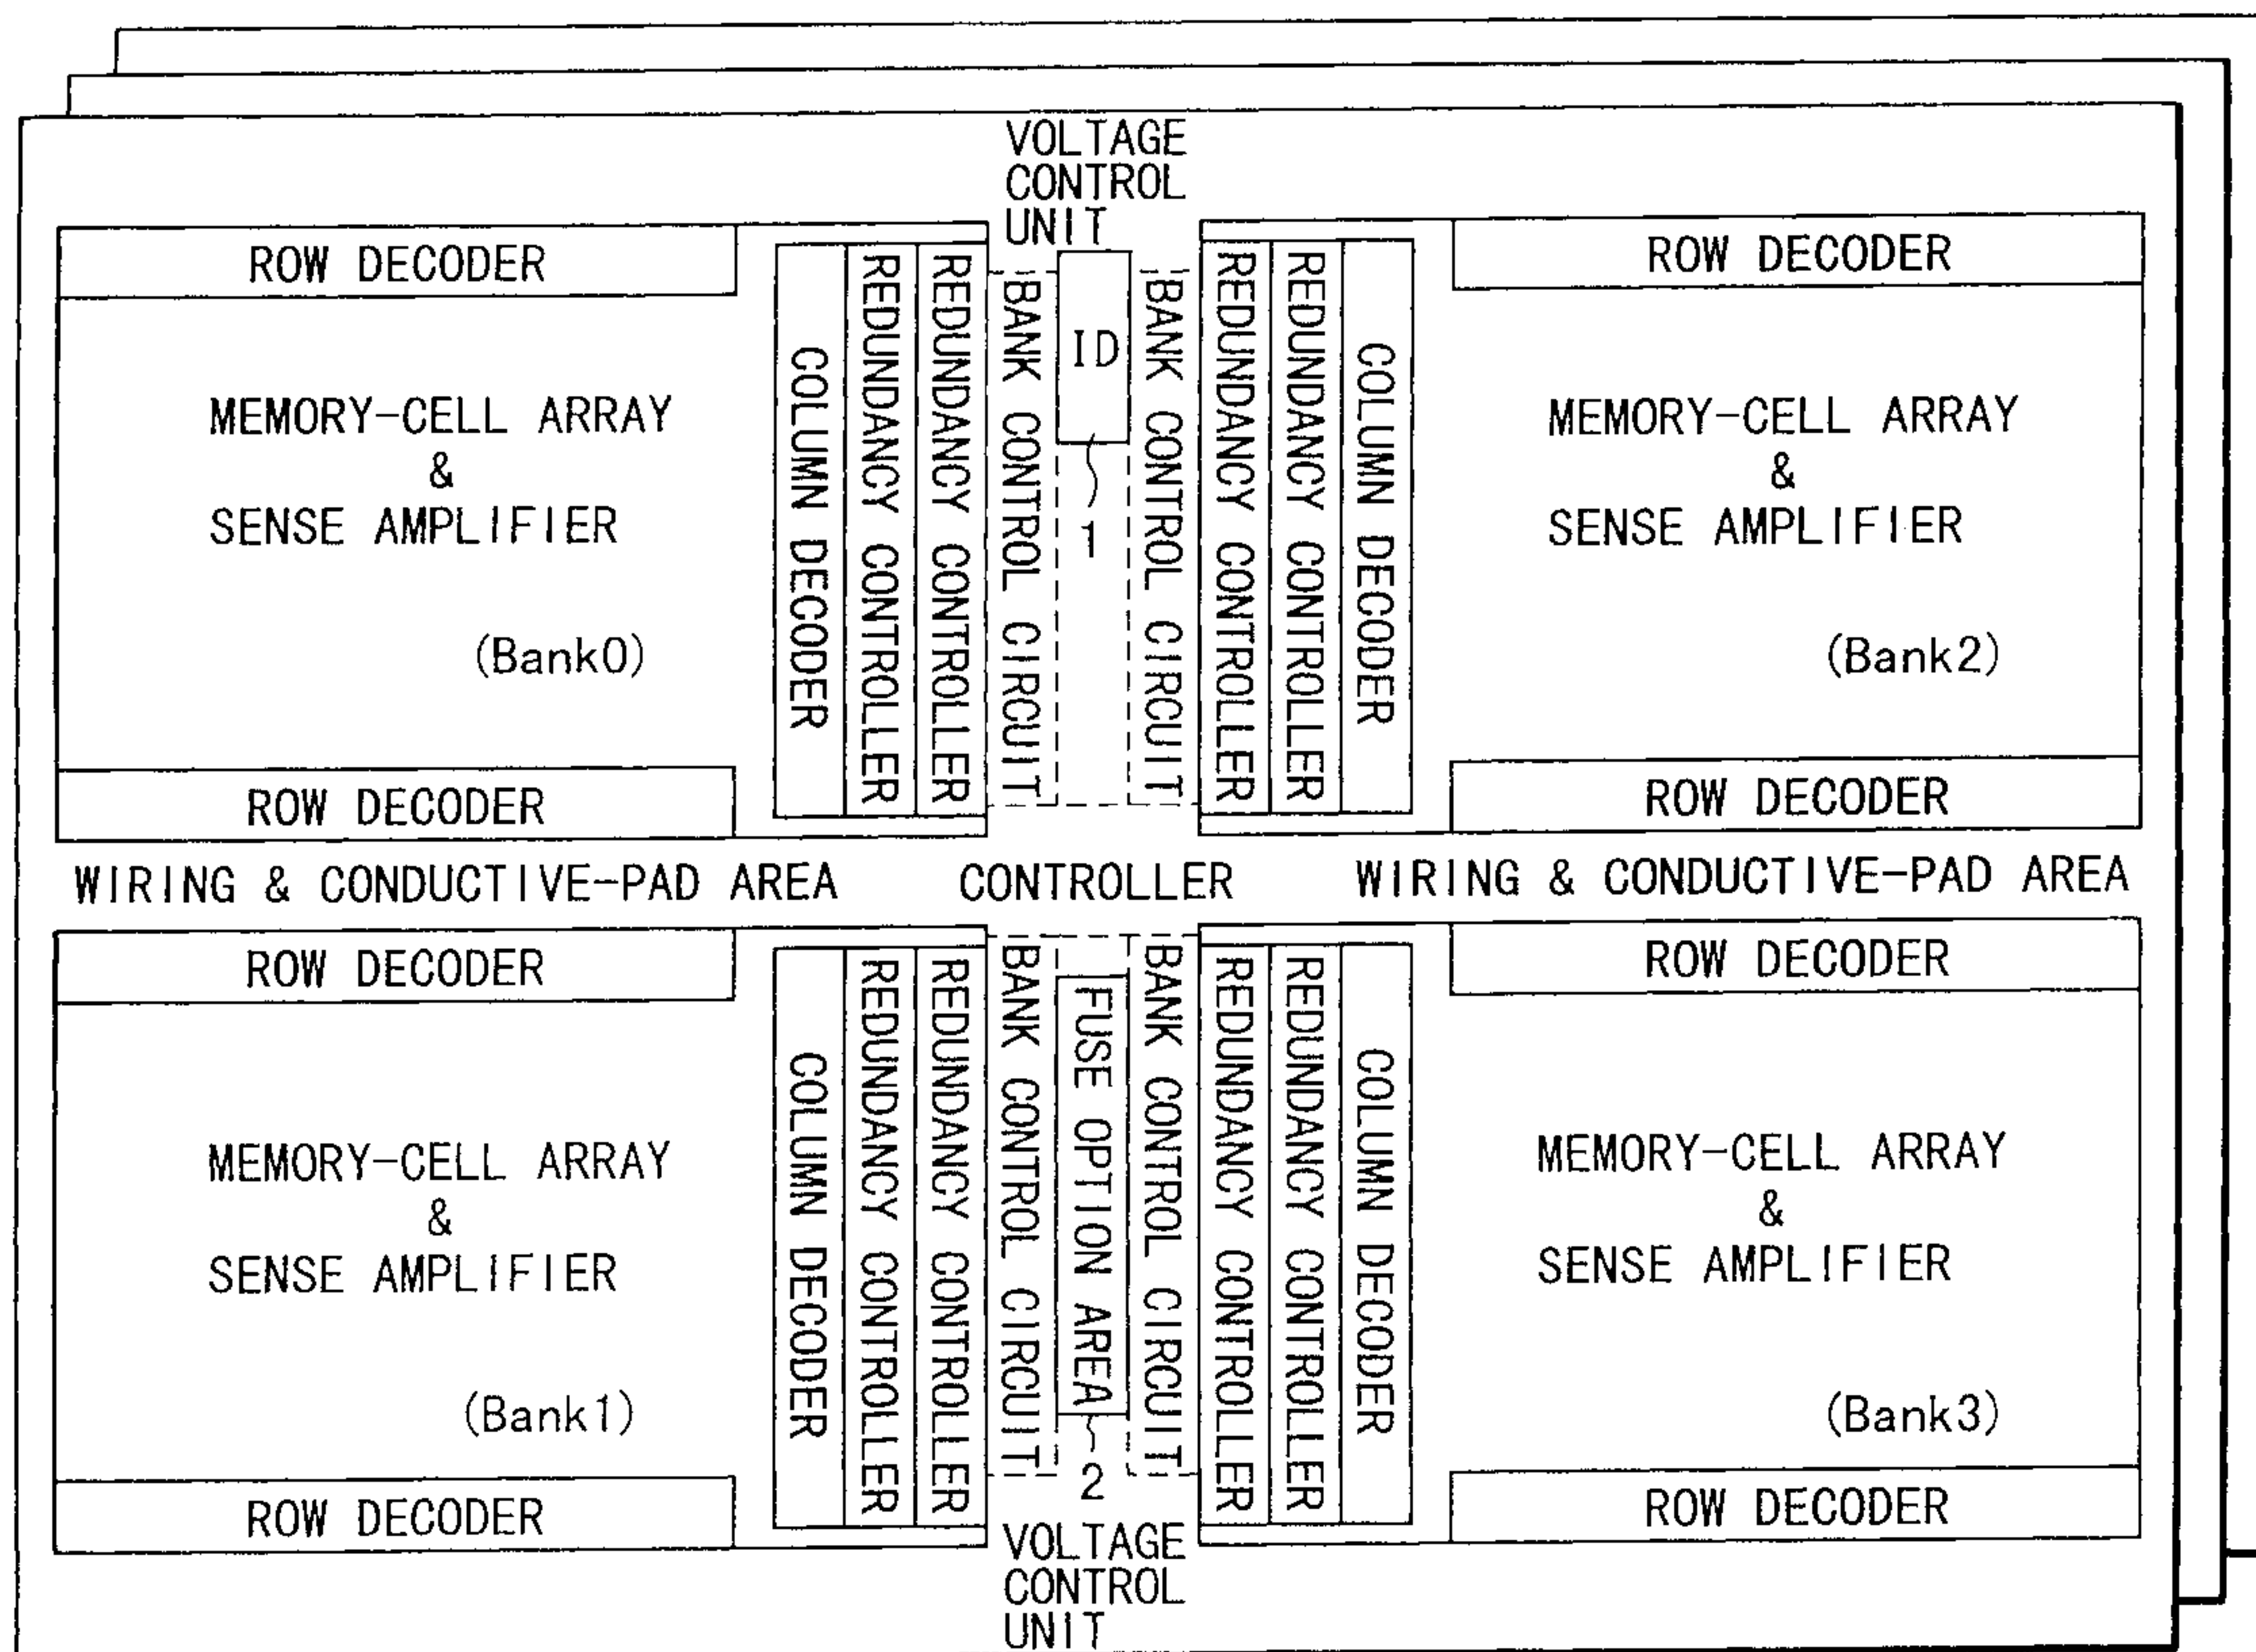 VOLTAGE
CONTROL
UNIT
ROW DECODER
MEMORY-CELL ARRAY
&
SENSE AMPLIFIER
(Bank0)
ROW DECODER
COLUMN DECODER
REDUNDANCY CONTROLLER
REDUNDANCY CONTROLLER
BANK CONTROL CIRCUIT
ID
1
BANK CONTROL CIRCUIT
REDUNDANCY CONTROLLER
REDUNDANCY CONTROLLER
COLUMN DECODER
ROW DECODER
MEMORY-CELL ARRAY
&
SENSE AMPLIFIER
(Bank2)
ROW DECODER
WIRING & CONDUCTIVE-PAD AREA
CONTROLLER
WIRING & CONDUCTIVE-PAD AREA
ROW DECODER
MEMORY-CELL ARRAY
&
SENSE AMPLIFIER
(Bank1)
ROW DECODER
COLUMN DECODER
REDUNDANCY CONTROLLER
REDUNDANCY CONTROLLER
BANK CONTROL CIRCUIT
FUSE OPTION AREA
2
BANK CONTROL CIRCUIT
REDUNDANCY CONTROLLER
REDUNDANCY CONTROLLER
COLUMN DECODER
ROW DECODER
MEMORY-CELL ARRAY
&
SENSE AMPLIFIER
(Bank3)
ROW DECODER
VOLTAGE
CONTROL
UNIT